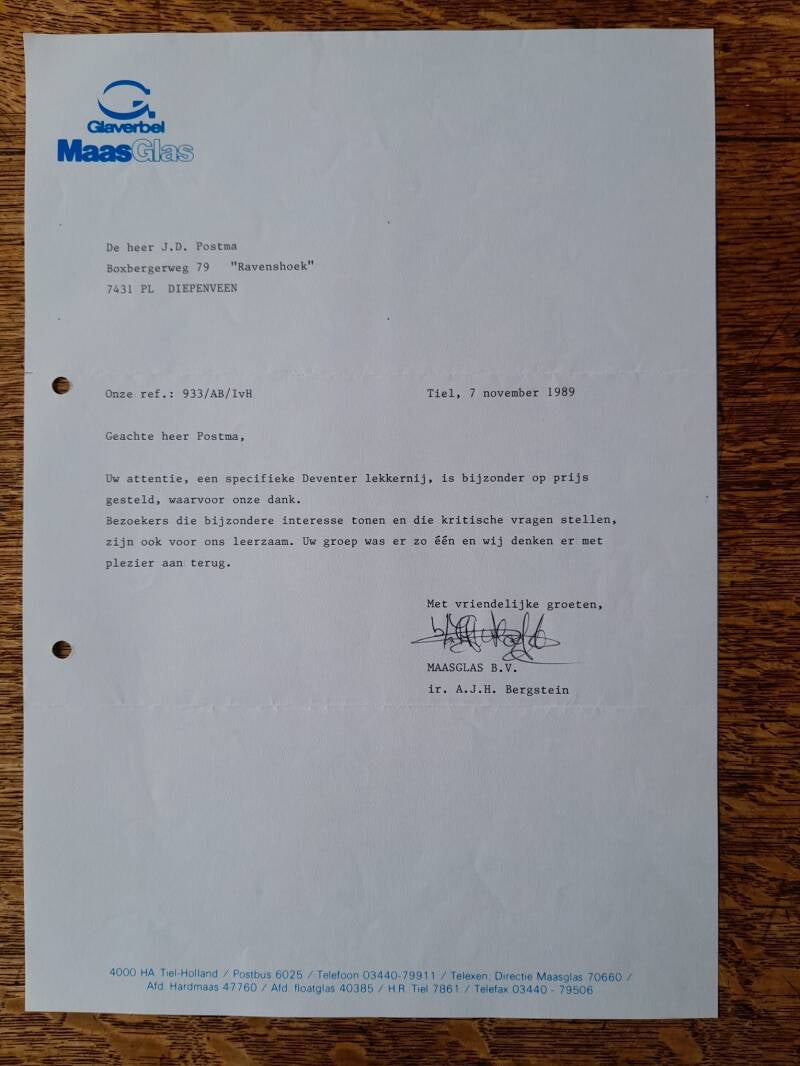 Glaverbel
MaasGlas
De heer J.D. Postma
Boxbergerweg 79 "Ravenshoek"
7431 PL DIEPENVEEN
Onze ref.: 933/AB/IvH
Tiel, 7 november 1989
Geachte heer Postma,
Uw attentie, een specifieke Deventer lekkernij, is bijzonder op prijs
gesteld, waarvoor onze dank.
Bezoekers die bijzondere interesse tonen en die kritische vragen stellen,
zijn ook voor ons leerzaam. Uw groep was er zo één en wij denken er met
plezier aan terug.
Met vriendelijke groeten,
MAASGLAS B.V.
ir. A.J.H. Bergstein
4000 HA Tiel-Holland / Postbus 6025 / Telefoon 03440-79911 / Telexen: Directie Maasglas 70660 /
Afd. Hardmaas 47760 / Afd. floatglas 40385 / H.R. Tiel 7861 / Telefax 03440 - 79506